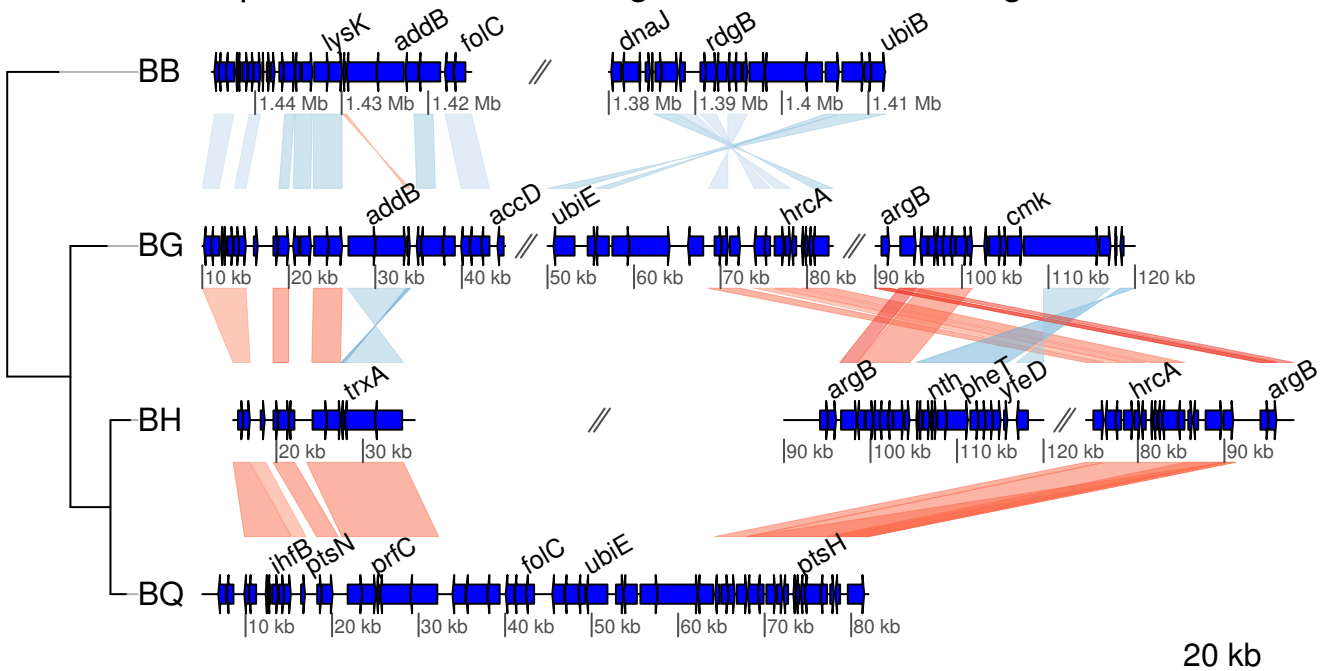 lysK addB folC dnaJ rdgB ubiB
BB
1.44 Mb 1.43 Mb 1.42 Mb 1.38 Mb 1.39 Mb 1.4 Mb 1.41 Mb
addB accD ubiE hrcA argB cmk
BG
10 kb 20 kb 30 kb 40 kb 50 kb 60 kb 70 kb 80 kb 90 kb 100 kb 110 kb 120 kb
trxA argB nth pheT yfeD hrcA argB
BH
20 kb 30 kb 90 kb 100 kb 110 kb 120 kb 80 kb 90 kb
ihfB ptsN prfC folC ubiE ptsH
BQ
10 kb 20 kb 30 kb 40 kb 50 kb 60 kb 70 kb 80 kb
20 kb